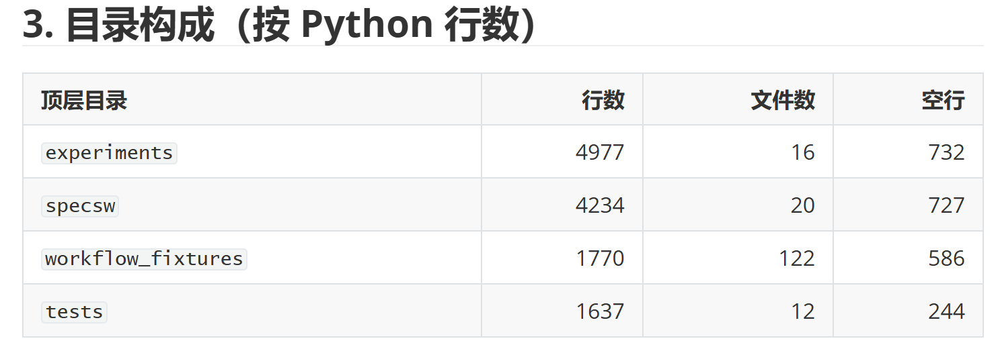 3. 目录构成（按 Python 行数）
顶层目录 行数 文件数 空行
experiments 4977 16 732
specsw 4234 20 727
workflow_fixtures 1770 122 586
tests 1637 12 244